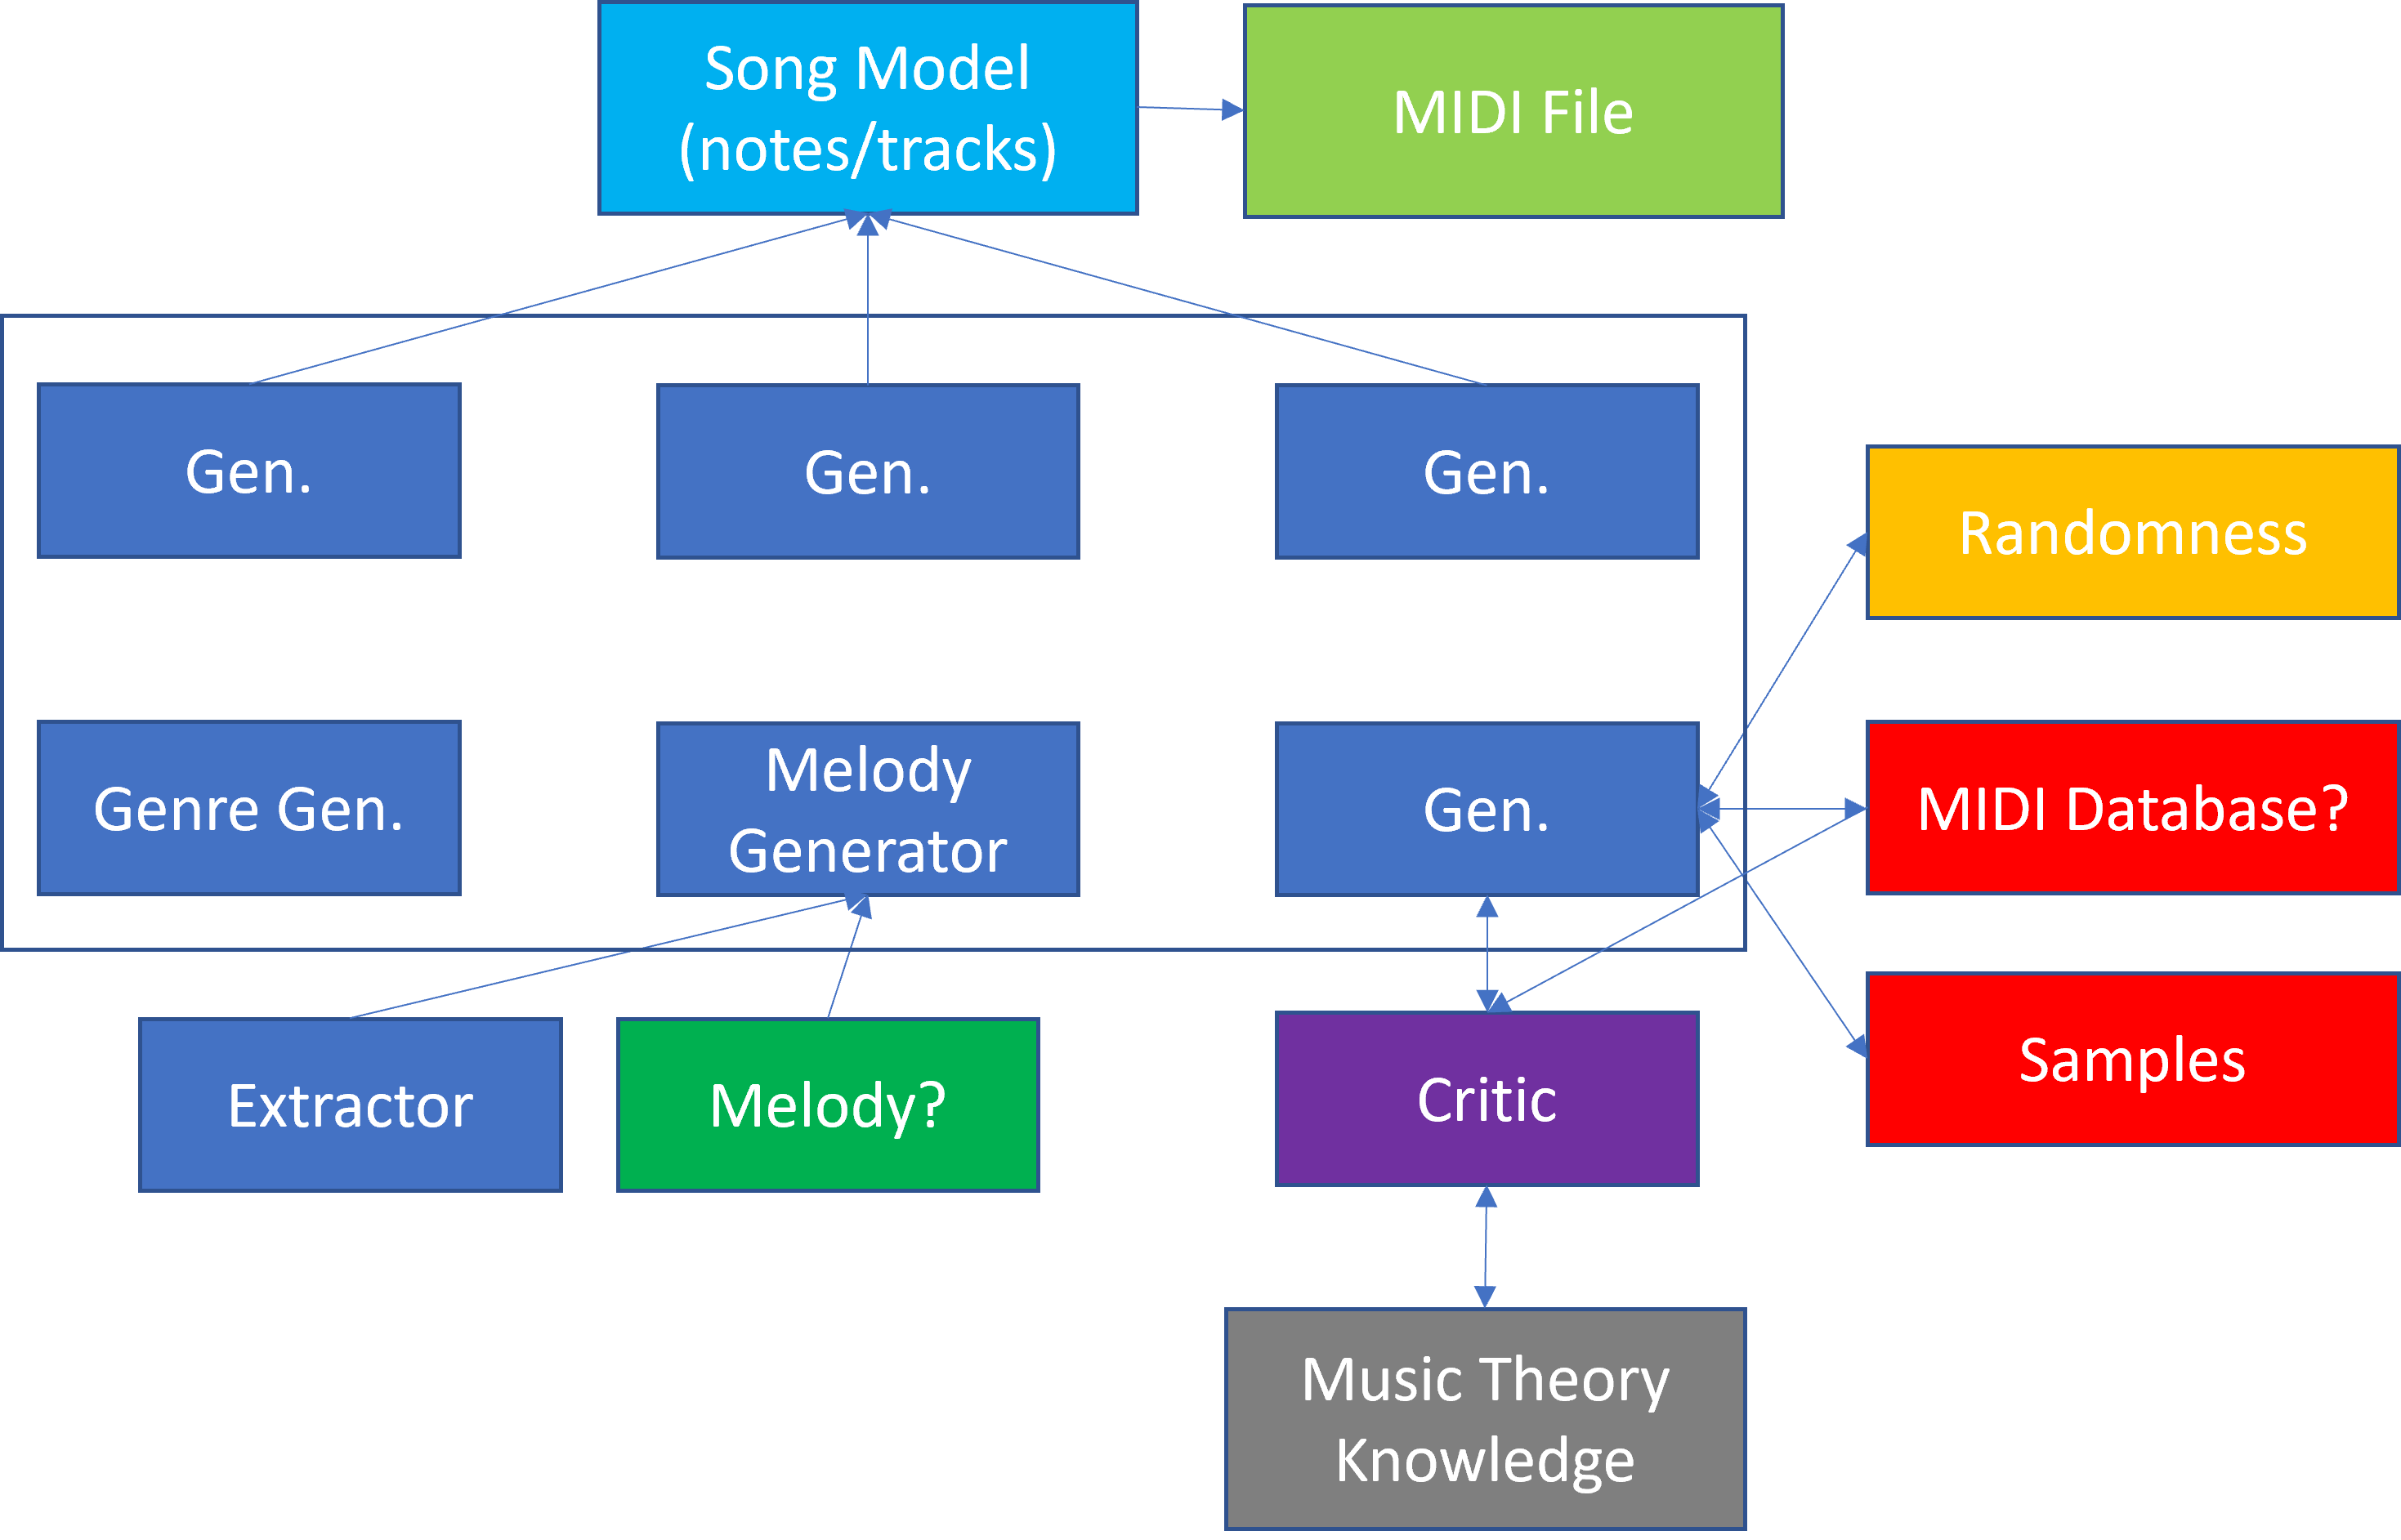 Song Model
(notes/tracks)
MIDI File
Gen.
Gen.
Gen.
Randomness
Genre Gen.
Melody
Generator
Gen.
MIDI Database?
Extractor
Melody?
Critic
Samples
Music Theory
Knowledge